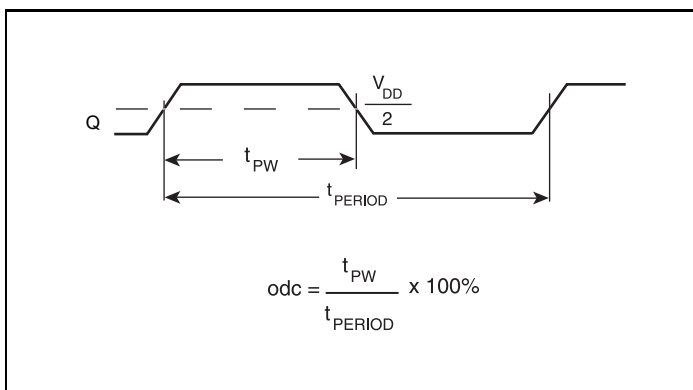 V_DD
Q
2
t_PW
t_PERIOD
odc = t_PW / t_PERIOD x 100%